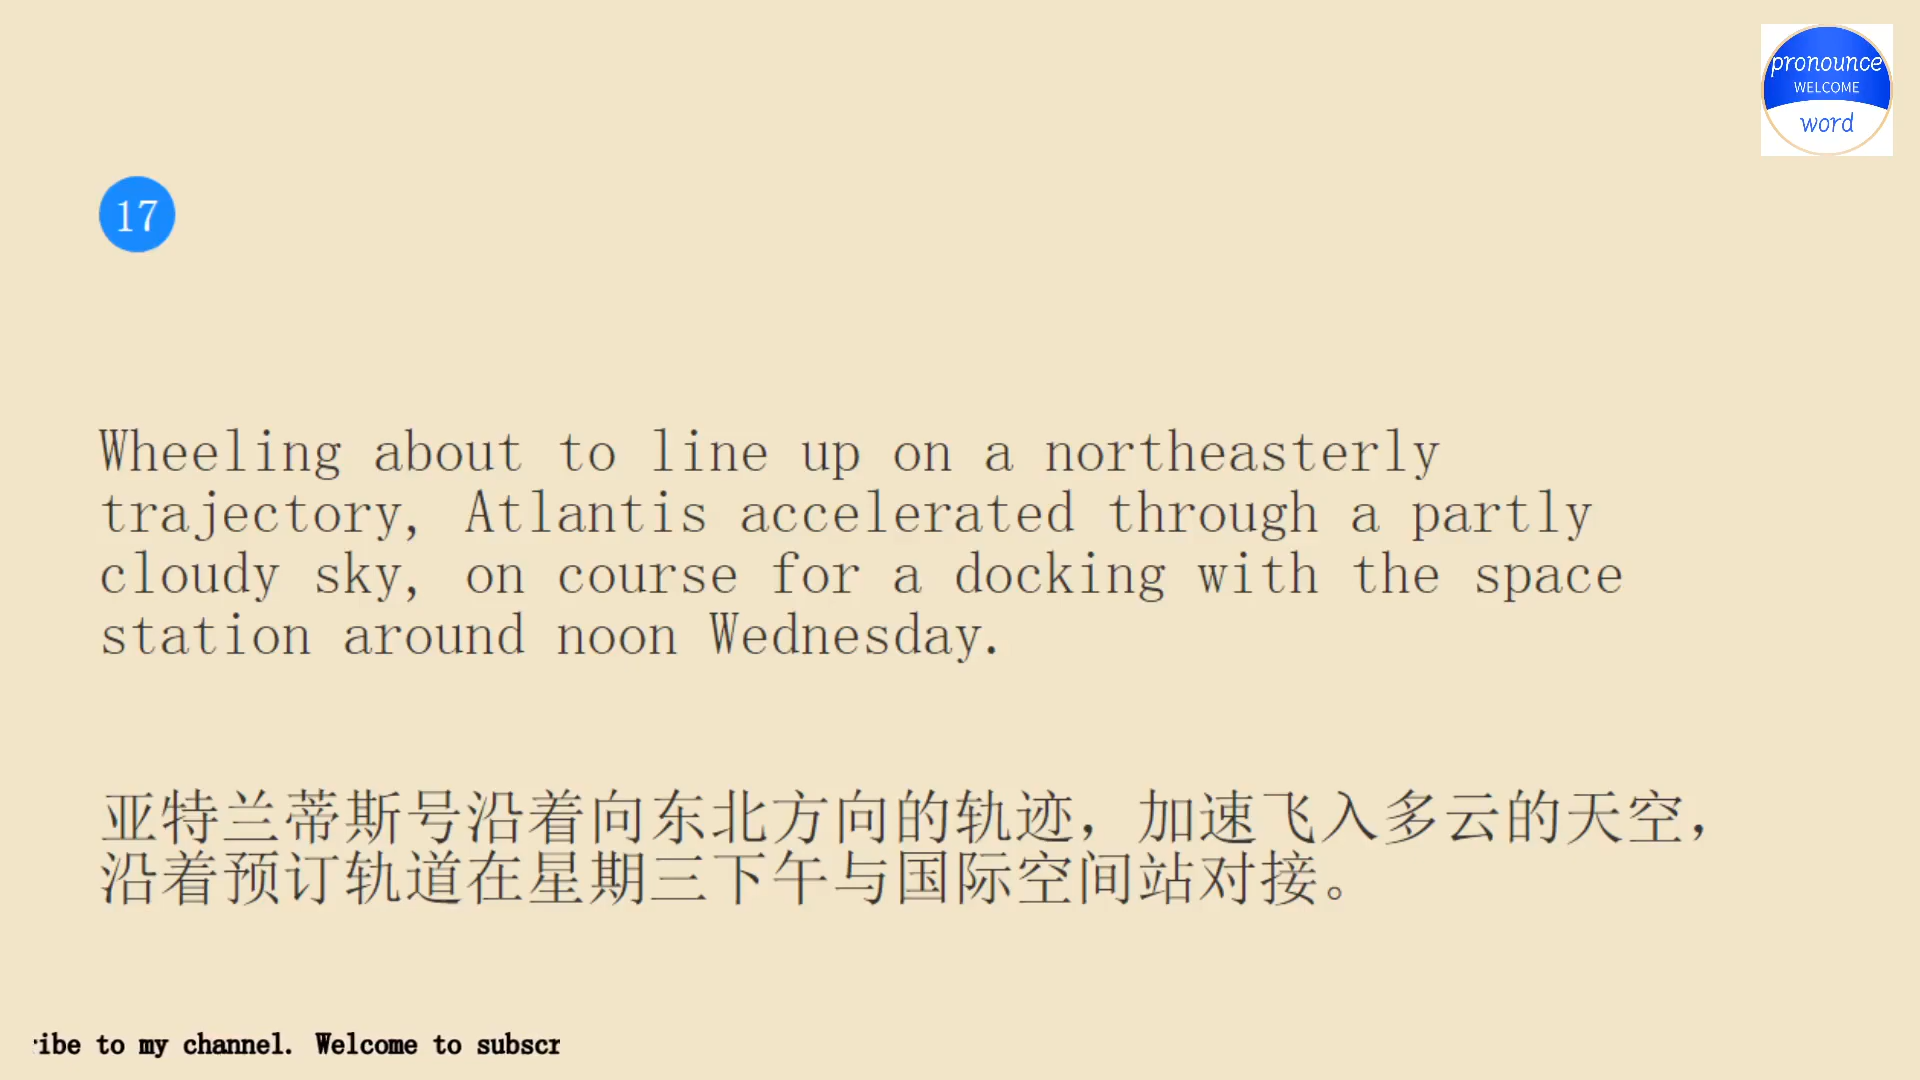 pronounce
WELCOME
word
17
Wheeling about to line up on a northeasterly
trajectory, Atlantis accelerated through a partly
cloudy sky, on course for a docking with the space
station around noon Wednesday.
亚特兰蒂斯号沿着向东北方向的轨迹，加速飞入多云的天空，
沿着预订轨道在星期三下午与国际空间站对接。
ibe to my channel. Welcome to subscr